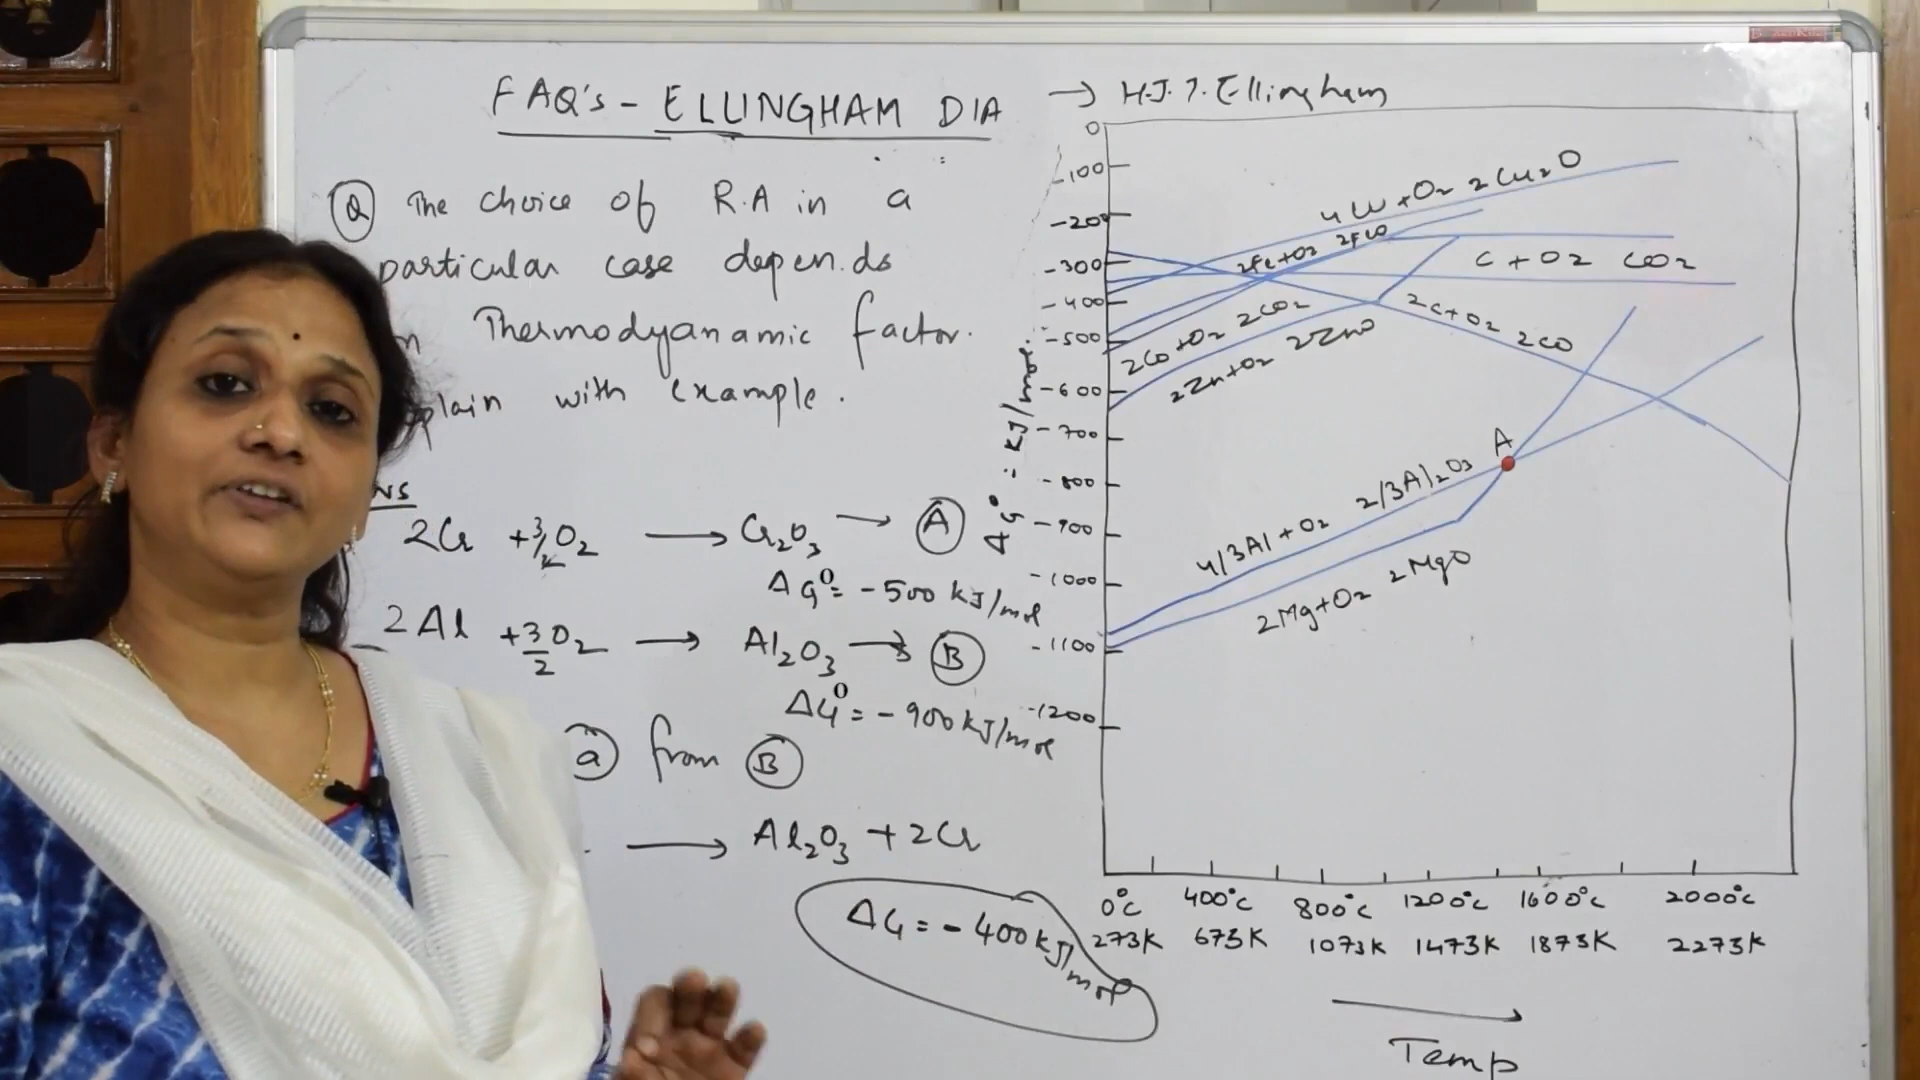 FAQ's - ELLINGHAM DIA
Q The choice of R.A in a
particular case depends
n Thermodyanamic factor.
plain with example.
NS
2Cr + 3/2 O2 → Cr2O3 → A
ΔG° = -500 kJ/mol
2Al + 3/2 O2 → Al2O3 → B
ΔG° = -900 kJ/mol
a from B
→ Al2O3 + 2Cr
ΔG = -400 kJ/mol
→ H.J.T. Ellingham
0
-100
-200
-300
-400
-500
-600
-700
-800
-900
-1000
-1100
-1200
ΔG° = kJ/mol
4Cu + O2 2Cu2O
2Fe + O2 2FeO
C + O2 CO2
2CO + O2 2CO2
2C + O2 2CO
2Zn + O2 2ZnO
A
4/3Al + O2 2/3Al2O3
2Mg + O2 2MgO
0°C 400°C 800°C 1200°C 1600°C 2000°C
273K 673K 1073K 1473K 1873K 2273K
Temp